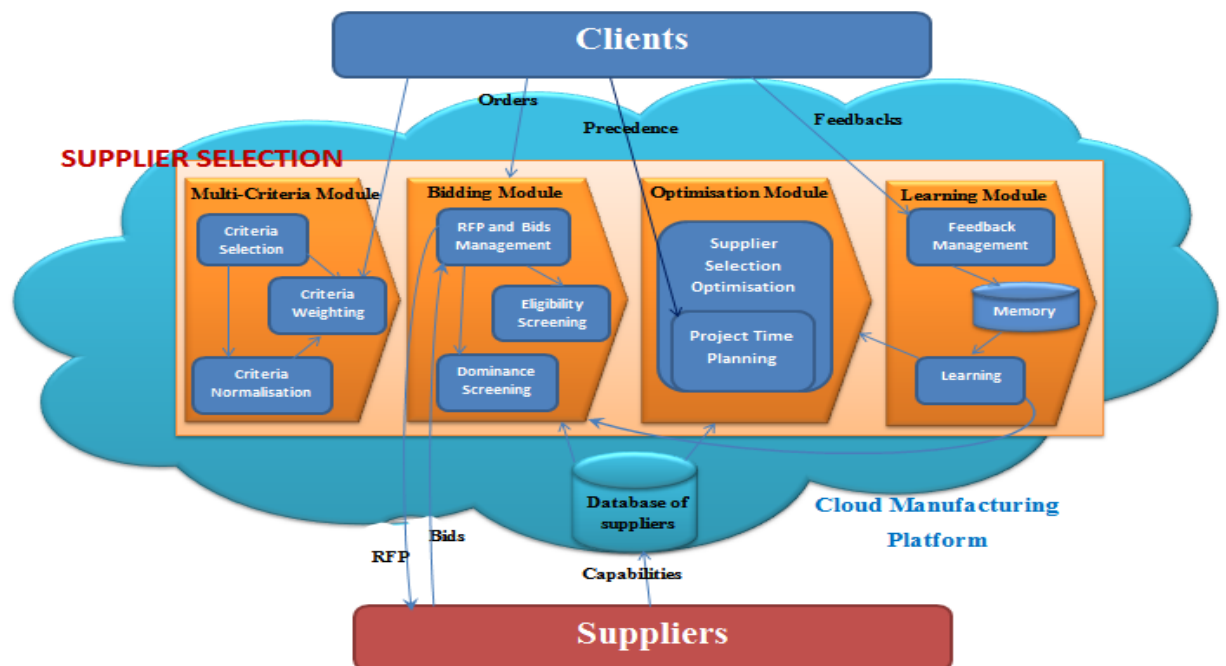 Clients
Orders
Precedence
Feedbacks
SUPPLIER SELECTION
Multi-Criteria Module
Criteria
Selection
Criteria
Weighting
Criteria
Normalisation
Bidding Module
RFP and Bids
Management
Eligibility
Screening
Dominance
Screening
Optimisation Module
Supplier
Selection
Optimisation
Project Time
Planning
Learning Module
Feedback
Management
Memory
Learning
Database of
suppliers
Cloud Manufacturing
Platform
RFP
Bids
Capabilities
Suppliers